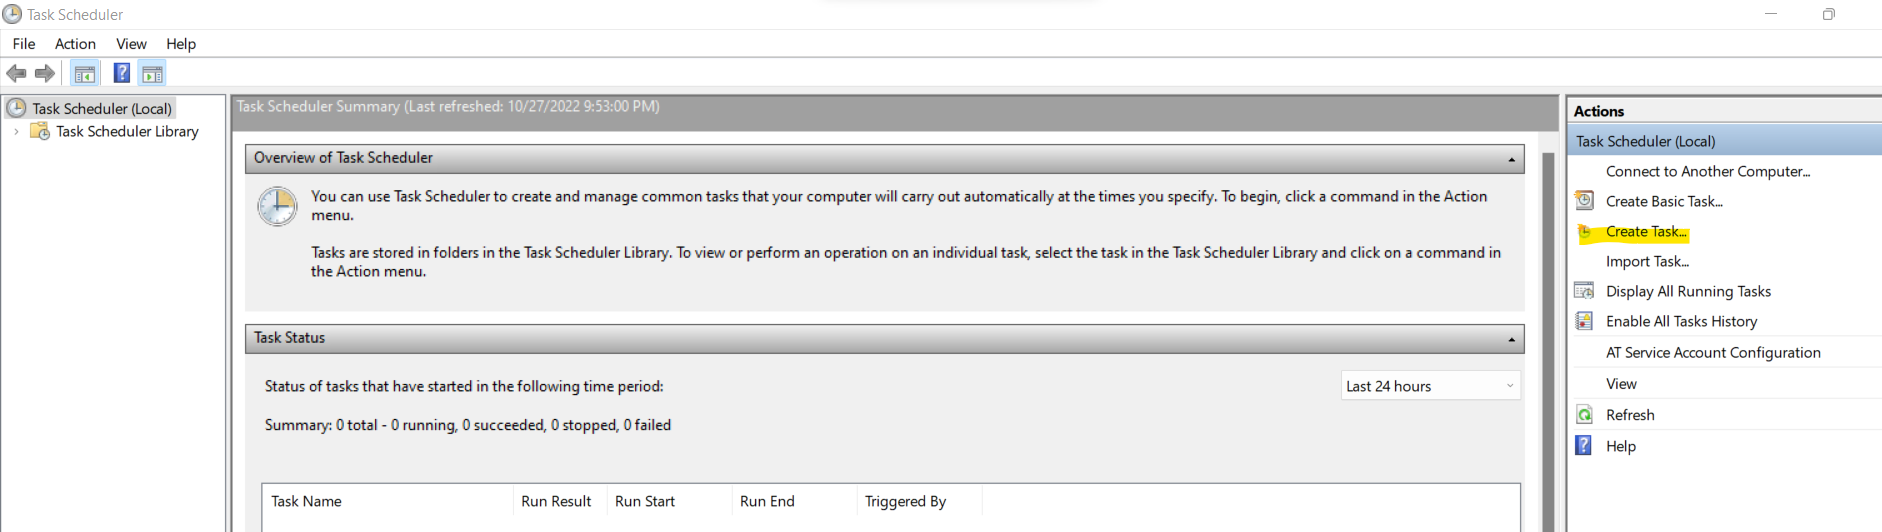 Task Scheduler
File Action View Help
Task Scheduler (Local)
Task Scheduler Library
Task Scheduler Summary (Last refreshed: 10/27/2022 9:53:00 PM)
Overview of Task Scheduler
You can use Task Scheduler to create and manage common tasks that your computer will carry out automatically at the times you specify. To begin, click a command in the Action
menu.
Tasks are stored in folders in the Task Scheduler Library. To view or perform an operation on an individual task, select the task in the Task Scheduler Library and click on a command in
the Action menu.
Task Status
Status of tasks that have started in the following time period:
Last 24 hours
Summary: 0 total - 0 running, 0 succeeded, 0 stopped, 0 failed
Task Name Run Result Run Start Run End Triggered By
Actions
Task Scheduler (Local)
Connect to Another Computer...
Create Basic Task...
Create Task...
Import Task...
Display All Running Tasks
Enable All Tasks History
AT Service Account Configuration
View
Refresh
Help